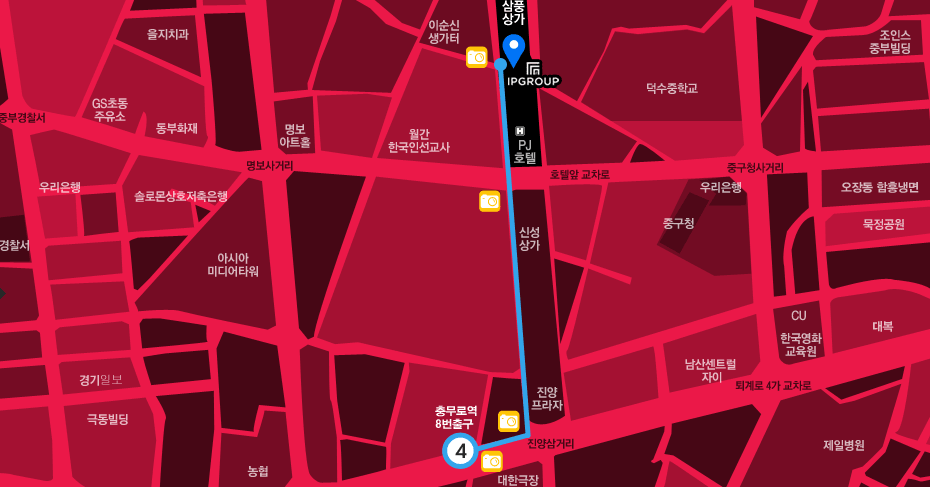 삼풍
상가
이순신
생가터
을지치과
조인스
중부빌딩
IPGROUP
덕수중학교
GS초동
주유소
중부경찰서
동부화재
명보
아트홀
월간
한국인선교사
H
PJ
호텔
명보사거리
호텔앞 교차로
중구청사거리
우리은행
솔로몬상호저축은행
우리은행
오장동 함흥냉면
중구청
묵정공원
경찰서
신성
상가
아시아
미디어타워
CU
한국영화
교육원
대복
남산센트럴
자이
퇴계로 4가 교차로
경기일보
진양
프라자
극동빌딩
충무로역
8번출구
4
진양삼거리
제일병원
농협
대한극장